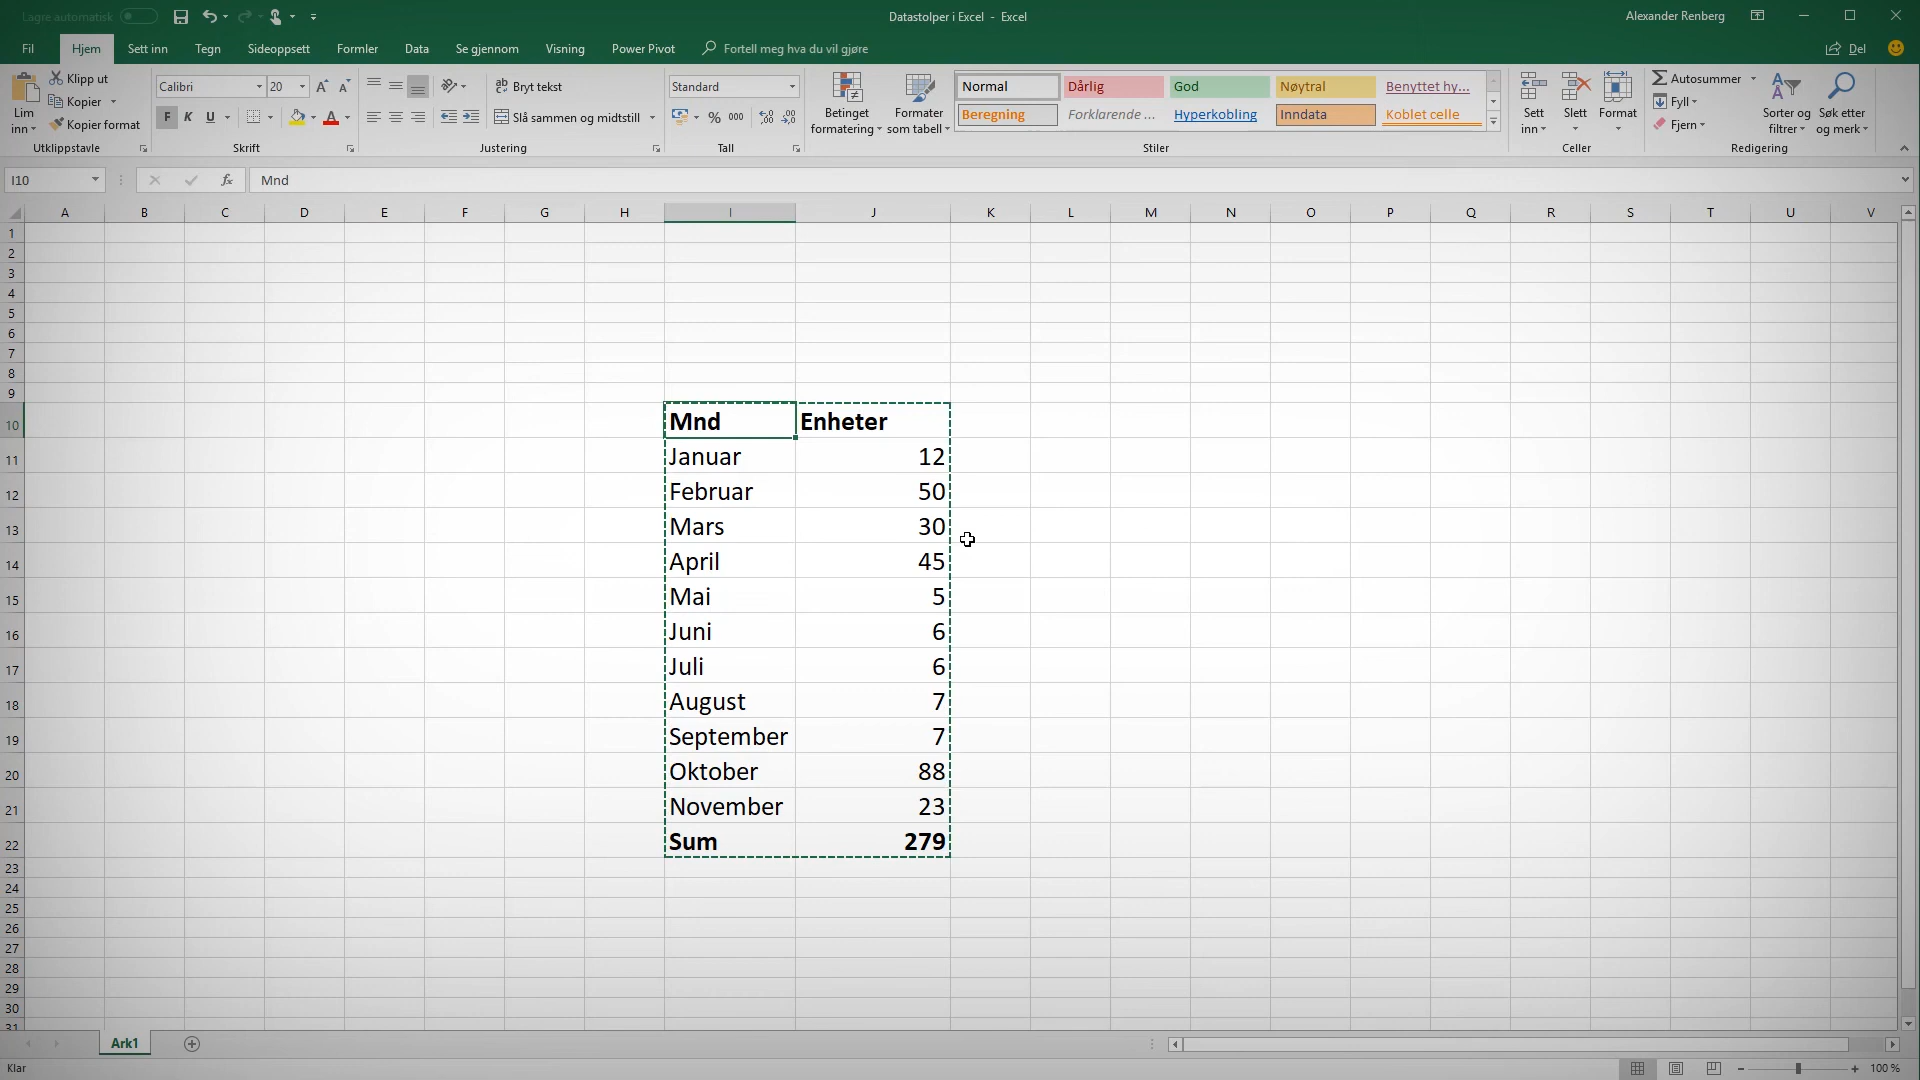 Lagre automatisk
Datastolper i Excel - Excel
Alexander Renberg
Fil Hjem Sett inn Tegn Sideoppsett Formler Data Se gjennom Visning Power Pivot Fortell meg hva du vil gjøre Del
Lim inn
Klipp ut
Kopier
Kopier format
Utklippstavle
Calibri 20
F K U
Skrift
Bryt tekst
Slå sammen og midtstill
Justering
Standard
% 000
Tall
Betinget formatering
Formater som tabell
Normal Dårlig God Nøytral Benyttet hy...
Beregning Forklarende ... Hyperkobling Inndata Koblet celle
Stiler
Sett inn
Slett
Format
Celler
Autosummer
Fyll
Fjern
Sorter og filtrer
Søk etter og merk
Redigering
I10 fx Mnd
A B C D E F G H I J K L M N O P Q R S T U V
1
2
3
4
5
6
7
8
9
10 Mnd Enheter
11 Januar 12
12 Februar 50
13 Mars 30
14 April 45
15 Mai 5
16 Juni 6
17 Juli 6
18 August 7
19 September 7
20 Oktober 88
21 November 23
22 Sum 279
23
24
25
26
27
28
29
30
31
Ark1
Klar
100 %